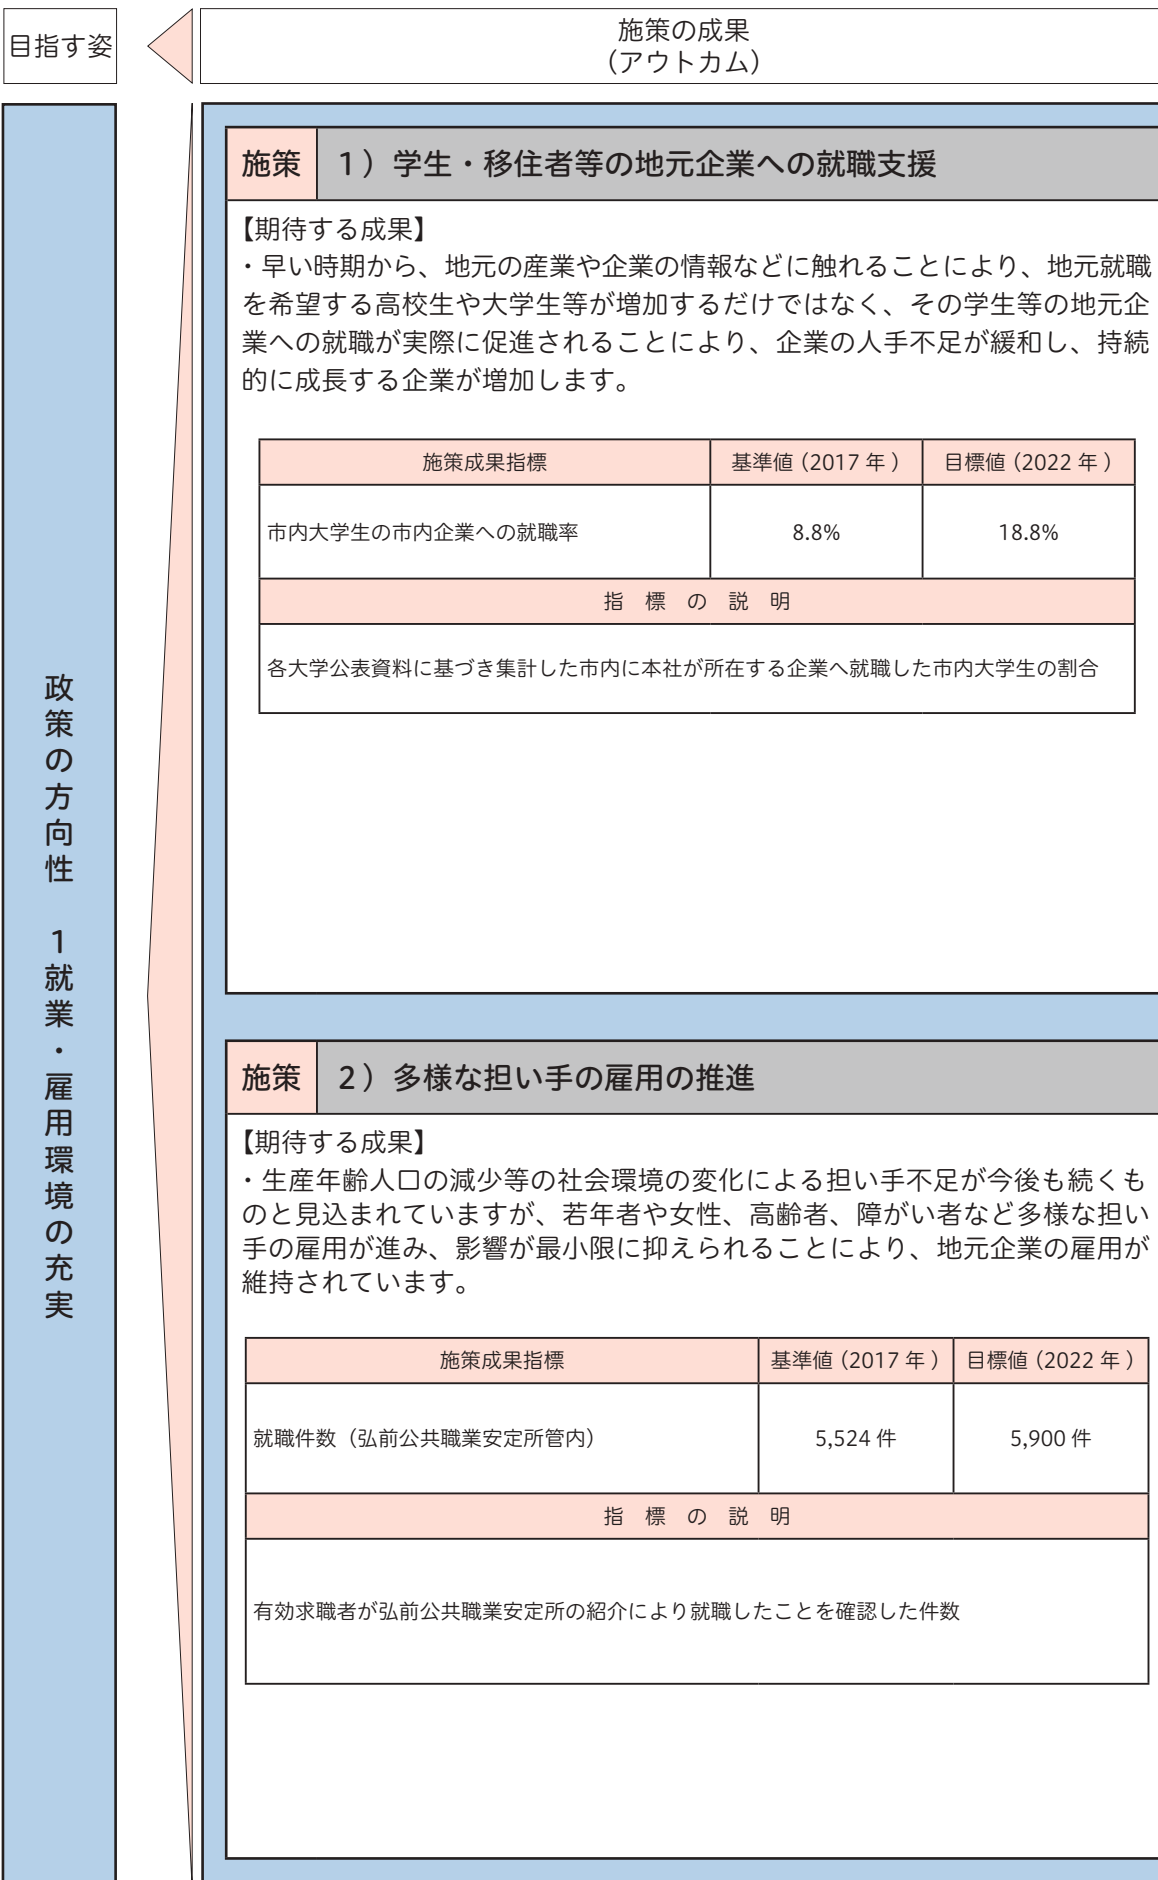 目指す姿
施策の成果
（アウトカム）
政策の方向性　1就業・雇用環境の充実
施策
１）学生・移住者等の地元企業への就職支援
【期待する成果】
・早い時期から、地元の産業や企業の情報などに触れることにより、地元就職
を希望する高校生や大学生等が増加するだけではなく、その学生等の地元企
業への就職が実際に促進されることにより、企業の人手不足が緩和し、持続
的に成長する企業が増加します。
施策成果指標
基準値（2017 年）
目標値（2022 年）
市内大学生の市内企業への就職率
8.8%
18.8%
指　標　の　説　明
各大学公表資料に基づき集計した市内に本社が所在する企業へ就職した市内大学生の割合
施策
２）多様な担い手の雇用の推進
【期待する成果】
・生産年齢人口の減少等の社会環境の変化による担い手不足が今後も続くも
のと見込まれていますが、若年者や女性、高齢者、障がい者など多様な担い
手の雇用が進み、影響が最小限に抑えられることにより、地元企業の雇用が
維持されています。
施策成果指標
基準値（2017 年）
目標値（2022 年）
就職件数（弘前公共職業安定所管内）
5,524 件
5,900 件
指　標　の　説　明
有効求職者が弘前公共職業安定所の紹介により就職したことを確認した件数